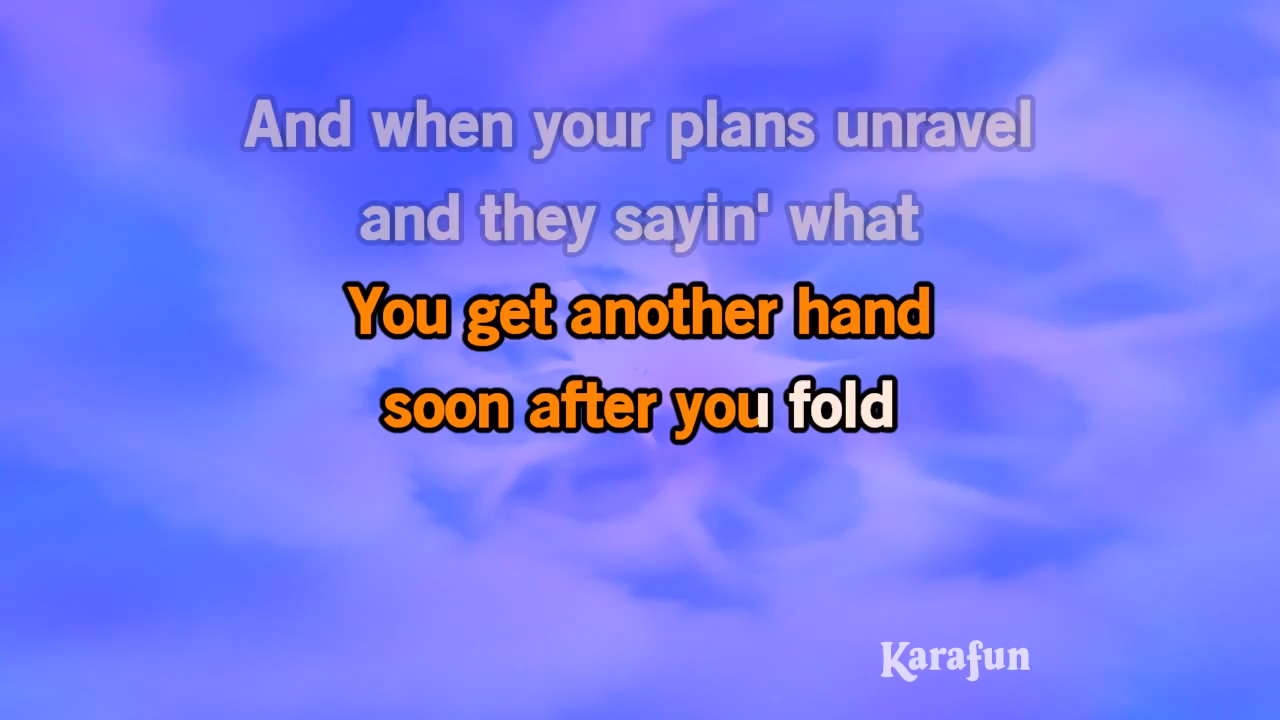 And when your plans unravel
and they sayin' what
You get another hand
soon after you fold
Karafun